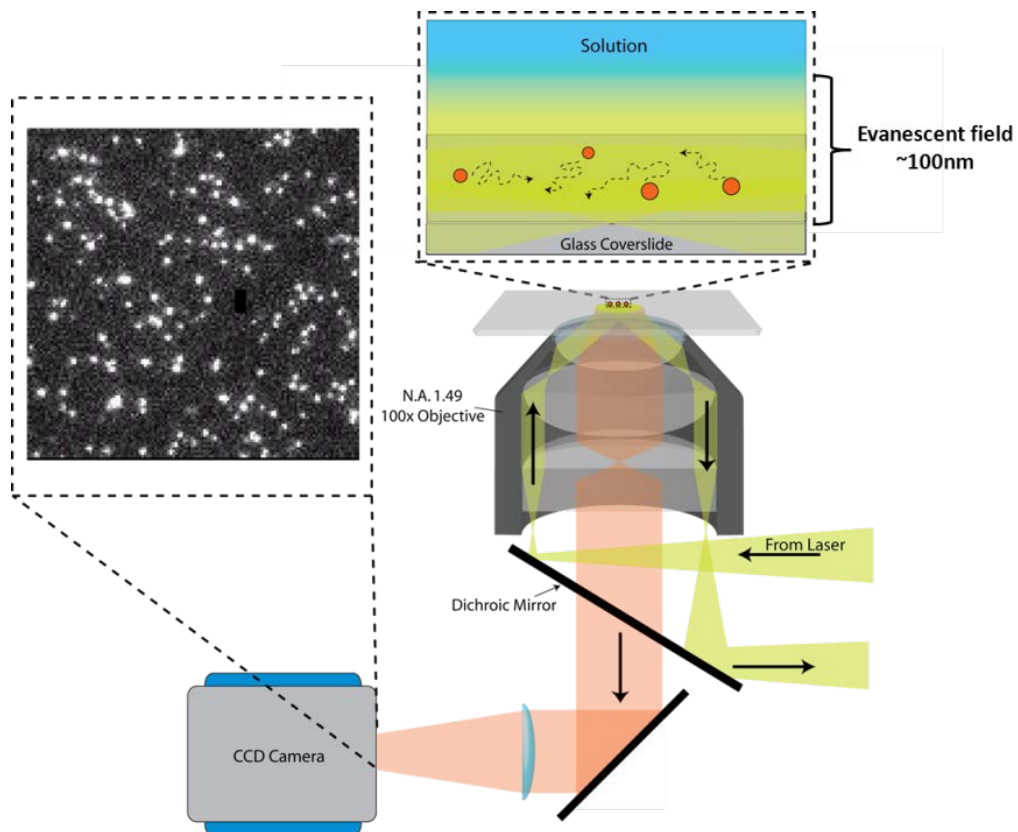 Solution
Evanescent field
~100nm
Glass Coverslide
N.A. 1.49
100x Objective
From Laser
Dichroic Mirror
CCD Camera